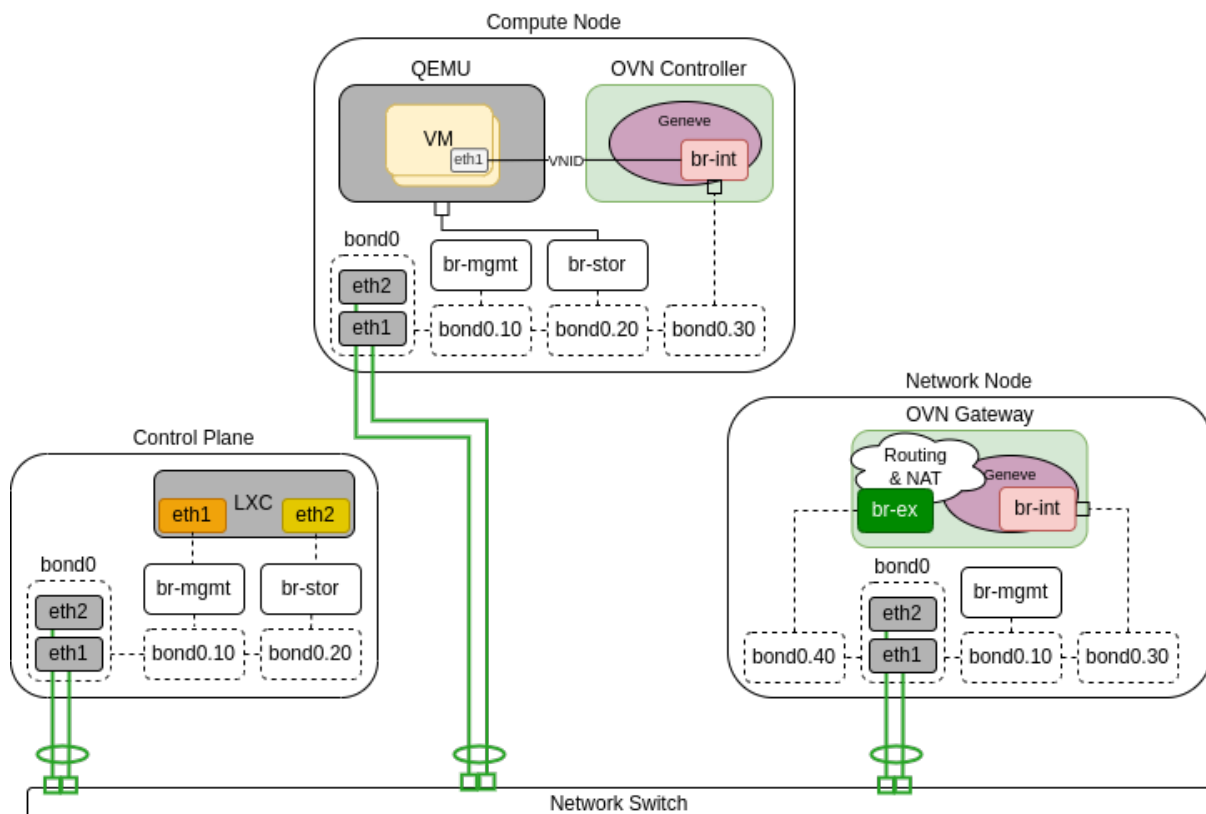 Compute Node
QEMU
OVN Controller
VM
eth1
VNID
Geneve
br-int
bond0
eth2
eth1
br-mgmt
br-stor
bond0.10
bond0.20
bond0.30
Control Plane
LXC
eth1
eth2
bond0
eth2
eth1
br-mgmt
br-stor
bond0.10
bond0.20
Network Node
OVN Gateway
Routing
& NAT
Geneve
br-ex
br-int
bond0
eth2
eth1
br-mgmt
bond0.40
bond0.10
bond0.30
Network Switch